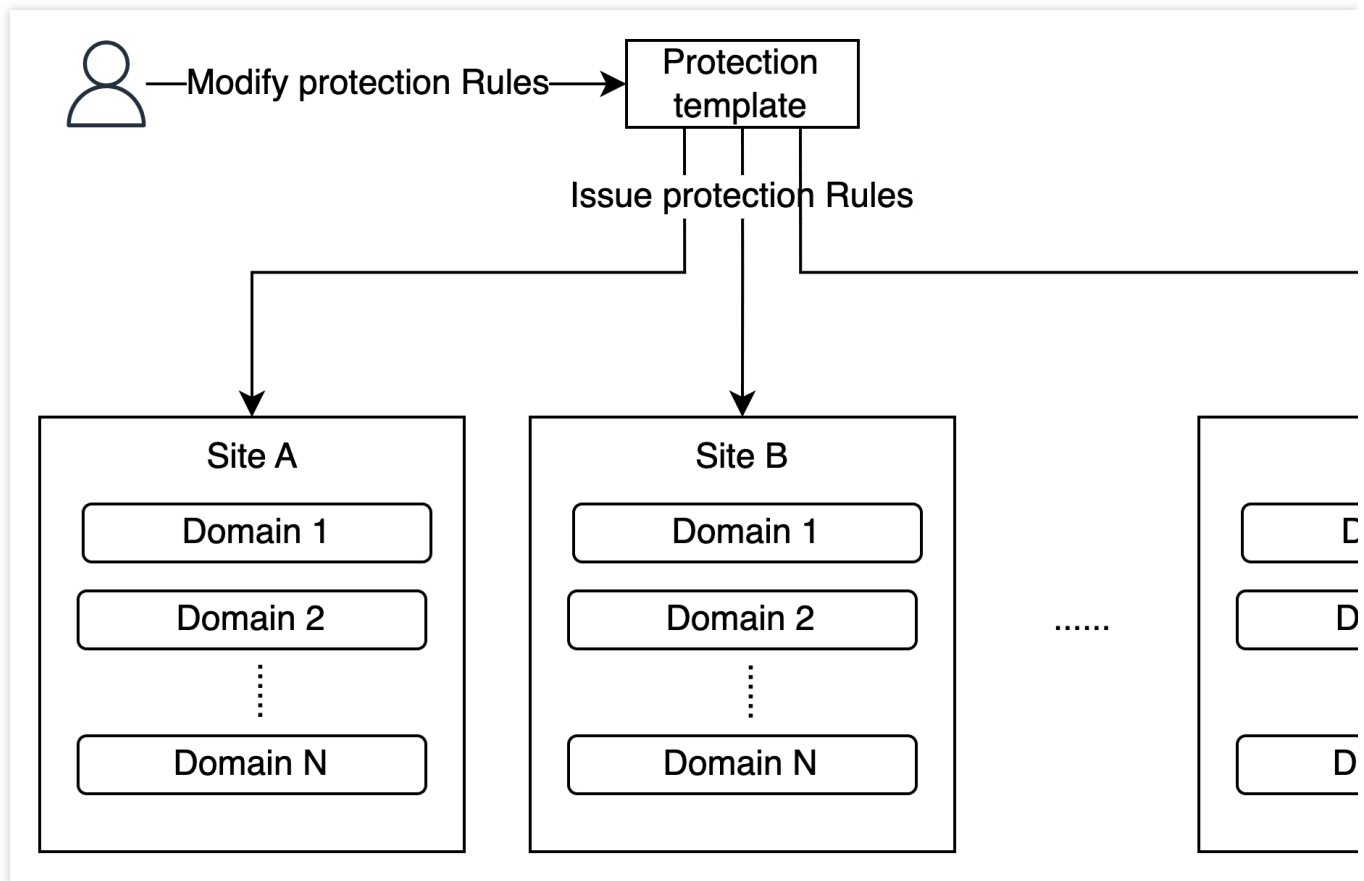 Modify protection Rules
Protection
template
Issue protection Rules
Site A
Domain 1
Domain 2
Domain N
Site B
Domain 1
Domain 2
Domain N
......